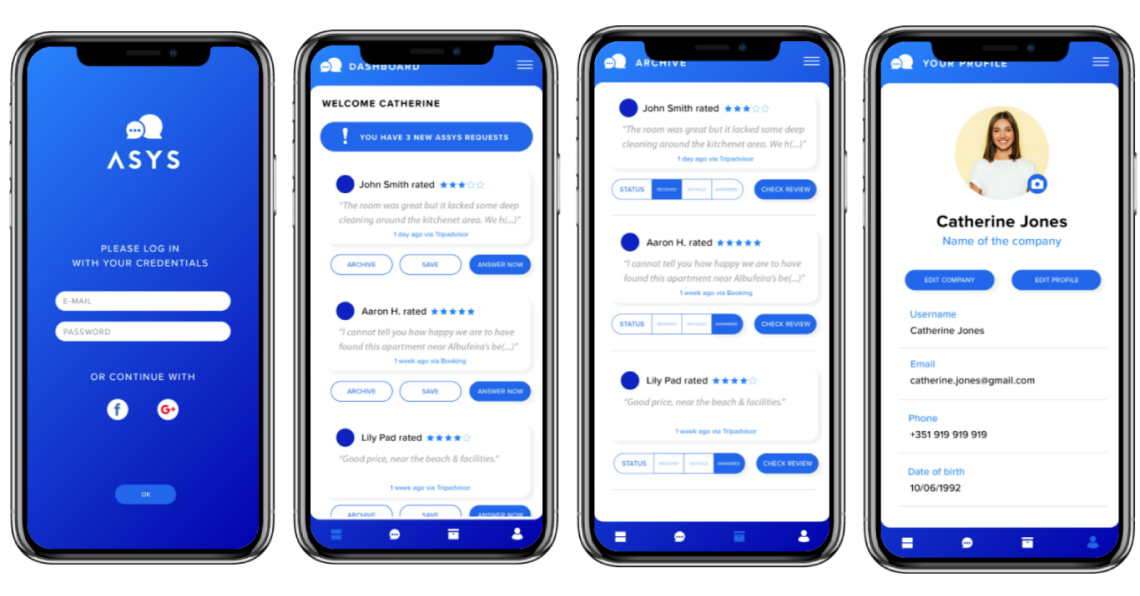 ASYS
PLEASE LOG IN
WITH YOUR CREDENTIALS
E-MAIL
PASSWORD
OR CONTINUE WITH
f
G+
OK
DASHBOARD
WELCOME CATHERINE
! YOU HAVE 3 NEW ASSYS REQUESTS
John Smith rated
"The room was great but it lacked some deep
cleaning around the kitchenet area. We h(...)"
1 day ago via Tripadvisor
ARCHIVE SAVE ANSWER NOW
Aaron H. rated
"I cannot tell you how happy we are to have
found this apartment near Albufeira's be(...)"
1 week ago via Booking
ARCHIVE SAVE ANSWER NOW
Lily Pad rated
"Good price, near the beach & facilities."
1 week ago via Tripadvisor
ARCHIVE SAVE ANSWER NOW
ARCHIVE
John Smith rated
"The room was great but it lacked some deep
cleaning around the kitchenet area. We h(...)"
1 day ago via Tripadvisor
STATUS RECEIVED ON HOLD ANSWERED CHECK REVIEW
Aaron H. rated
"I cannot tell you how happy we are to have
found this apartment near Albufeira's be(...)"
1 week ago via Booking
STATUS RECEIVED ON HOLD ANSWERED CHECK REVIEW
Lily Pad rated
"Good price, near the beach & facilities."
1 week ago via Tripadvisor
STATUS RECEIVED ON HOLD ANSWERED CHECK REVIEW
YOUR PROFILE
Catherine Jones
Name of the company
EDIT COMPANY EDIT PROFILE
Username
Catherine Jones
Email
catherine.jones@gmail.com
Phone
+351 919 919 919
Date of birth
10/06/1992